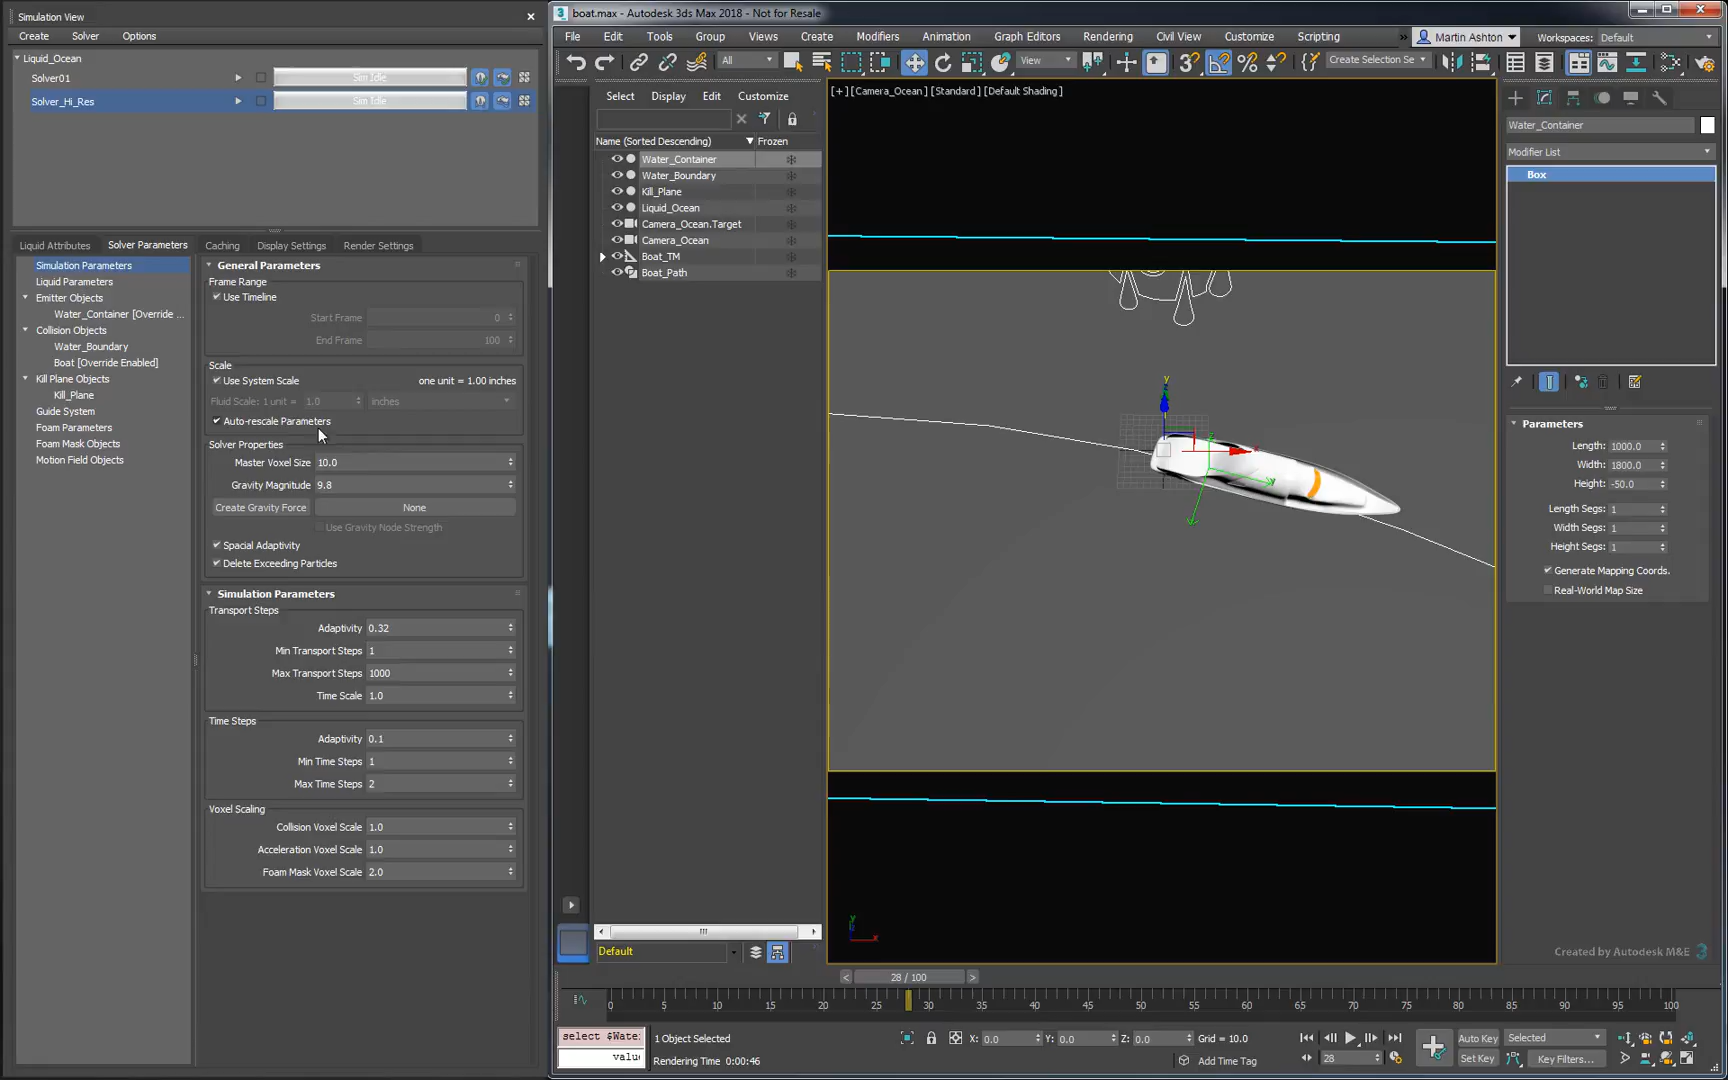 Simulation View
Create Solver Options
Liquid_Ocean
Solver01 Sim Idle
Solver_Hi_Res Sim Idle
Liquid Attributes Solver Parameters Caching Display Settings Render Settings
Simulation Parameters
Liquid Parameters
Emitter Objects
Water_Container [Override ...
Collision Objects
Water_Boundary
Boat [Override Enabled]
Kill Plane Objects
Kill_Plane
Guide System
Foam Parameters
Foam Mask Objects
Motion Field Objects
General Parameters
Frame Range
Use Timeline
Start Frame 0
End Frame 100
Scale
Use System Scale one unit = 1.00 inches
Fluid Scale: 1 unit = 1.0 inches
Auto-rescale Parameters
Solver Properties
Master Voxel Size 10.0
Gravity Magnitude 9.8
Create Gravity Force None
Use Gravity Node Strength
Spacial Adaptivity
Delete Exceeding Particles
Simulation Parameters
Transport Steps
Adaptivity 0.32
Min Transport Steps 1
Max Transport Steps 1000
Time Scale 1.0
Time Steps
Adaptivity 0.1
Min Time Steps 1
Max Time Steps 2
Voxel Scaling
Collision Voxel Scale 1.0
Acceleration Voxel Scale 1.0
Foam Mask Voxel Scale 2.0
boat.max - Autodesk 3ds Max 2018 - Not for Resale
File Edit Tools Group Views Create Modifiers Animation Graph Editors Rendering Civil View Customize Scripting Martin Ashton Workspaces: Default
All View Create Selection Se
Select Display Edit Customize
Name (Sorted Descending) Frozen
Water_Container
Water_Boundary
Kill_Plane
Liquid_Ocean
Camera_Ocean.Target
Camera_Ocean
Boat_TM
Boat_Path
Default
[+] [Camera_Ocean] [Standard] [Default Shading]
Water_Container
Modifier List
Box
Parameters
Length: 1000.0
Width: 1800.0
Height: -50.0
Length Segs: 1
Width Segs: 1
Height Segs: 1
Generate Mapping Coords.
Real-World Map Size
Created by Autodesk M&E 3
28 / 100
0 5 10 15 20 25 30 35 40 45 50 55 60 65 70 75 80 85 90 95 100
select $Wate
value
1 Object Selected X: 0.0 Y: 0.0 Z: 0.0 Grid = 10.0
Rendering Time 0:00:46 Add Time Tag
28
Auto Key Selected
Set Key Key Filters...